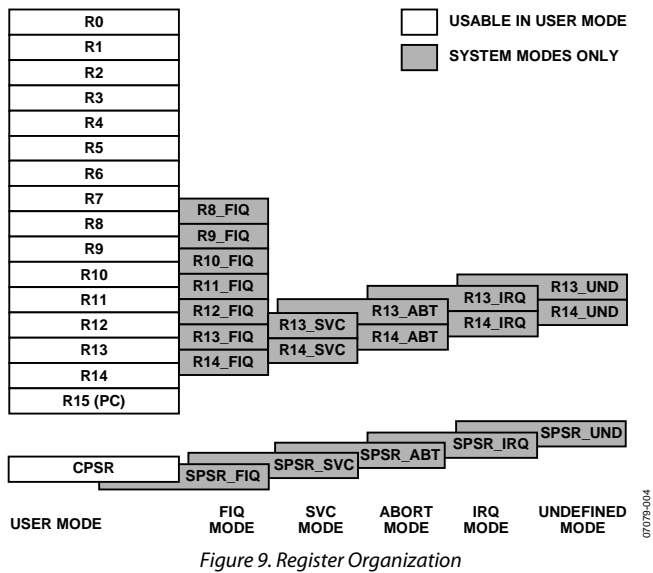 R0
R1
R2
R3
R4
R5
R6
R7
R8
R9
R10
R11
R12
R13
R14
R15 (PC)
R8_FIQ
R9_FIQ
R10_FIQ
R11_FIQ
R12_FIQ
R13_FIQ
R14_FIQ
R13_SVC
R14_SVC
R13_ABT
R14_ABT
R13_IRQ
R14_IRQ
R13_UND
R14_UND
USABLE IN USER MODE
SYSTEM MODES ONLY
CPSR
SPSR_FIQ
SPSR_SVC
SPSR_ABT
SPSR_IRQ
SPSR_UND
USER MODE
FIQ
MODE
SVC
MODE
ABORT
MODE
IRQ
MODE
UNDEFINED
MODE
07079-004
Figure 9. Register Organization